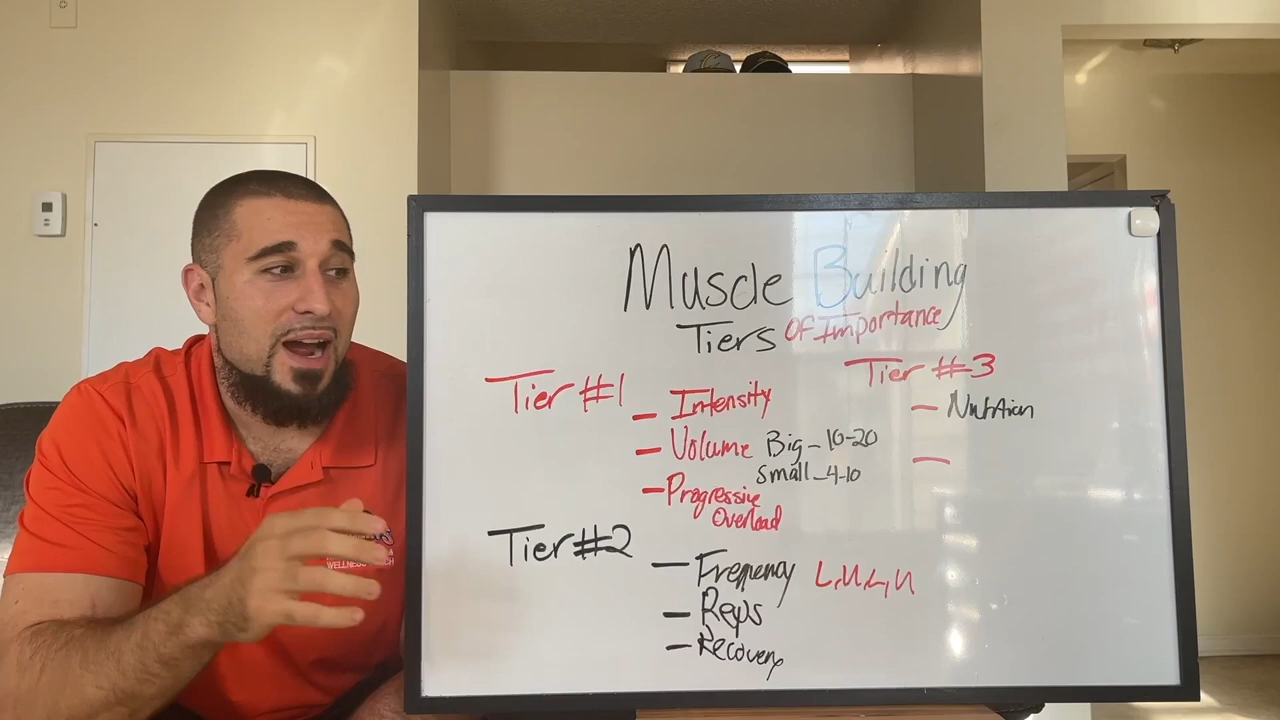 Muscle Building
Tiers Of Importance
Tier #1
- Intensity
- Volume Big - 10-20
Small - 4-10
- Progressive
Overload
Tier #2
- Frequency L, U, L, U
- Reps
- Recovery
Tier #3
- Nutrition
-
WELLNESS